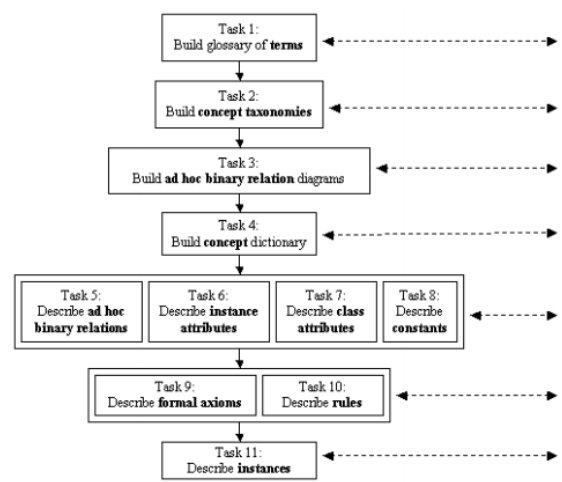 Task 1:
Build glossary of terms
Task 2:
Build concept taxonomies
Task 3:
Build ad hoc binary relation diagrams
Task 4:
Build concept dictionary
Task 5:
Describe ad hoc
binary relations
Task 6:
Describe instance
attributes
Task 7:
Describe class
attributes
Task 8:
Describe
constants
Task 9:
Describe formal axioms
Task 10:
Describe rules
Task 11:
Describe instances